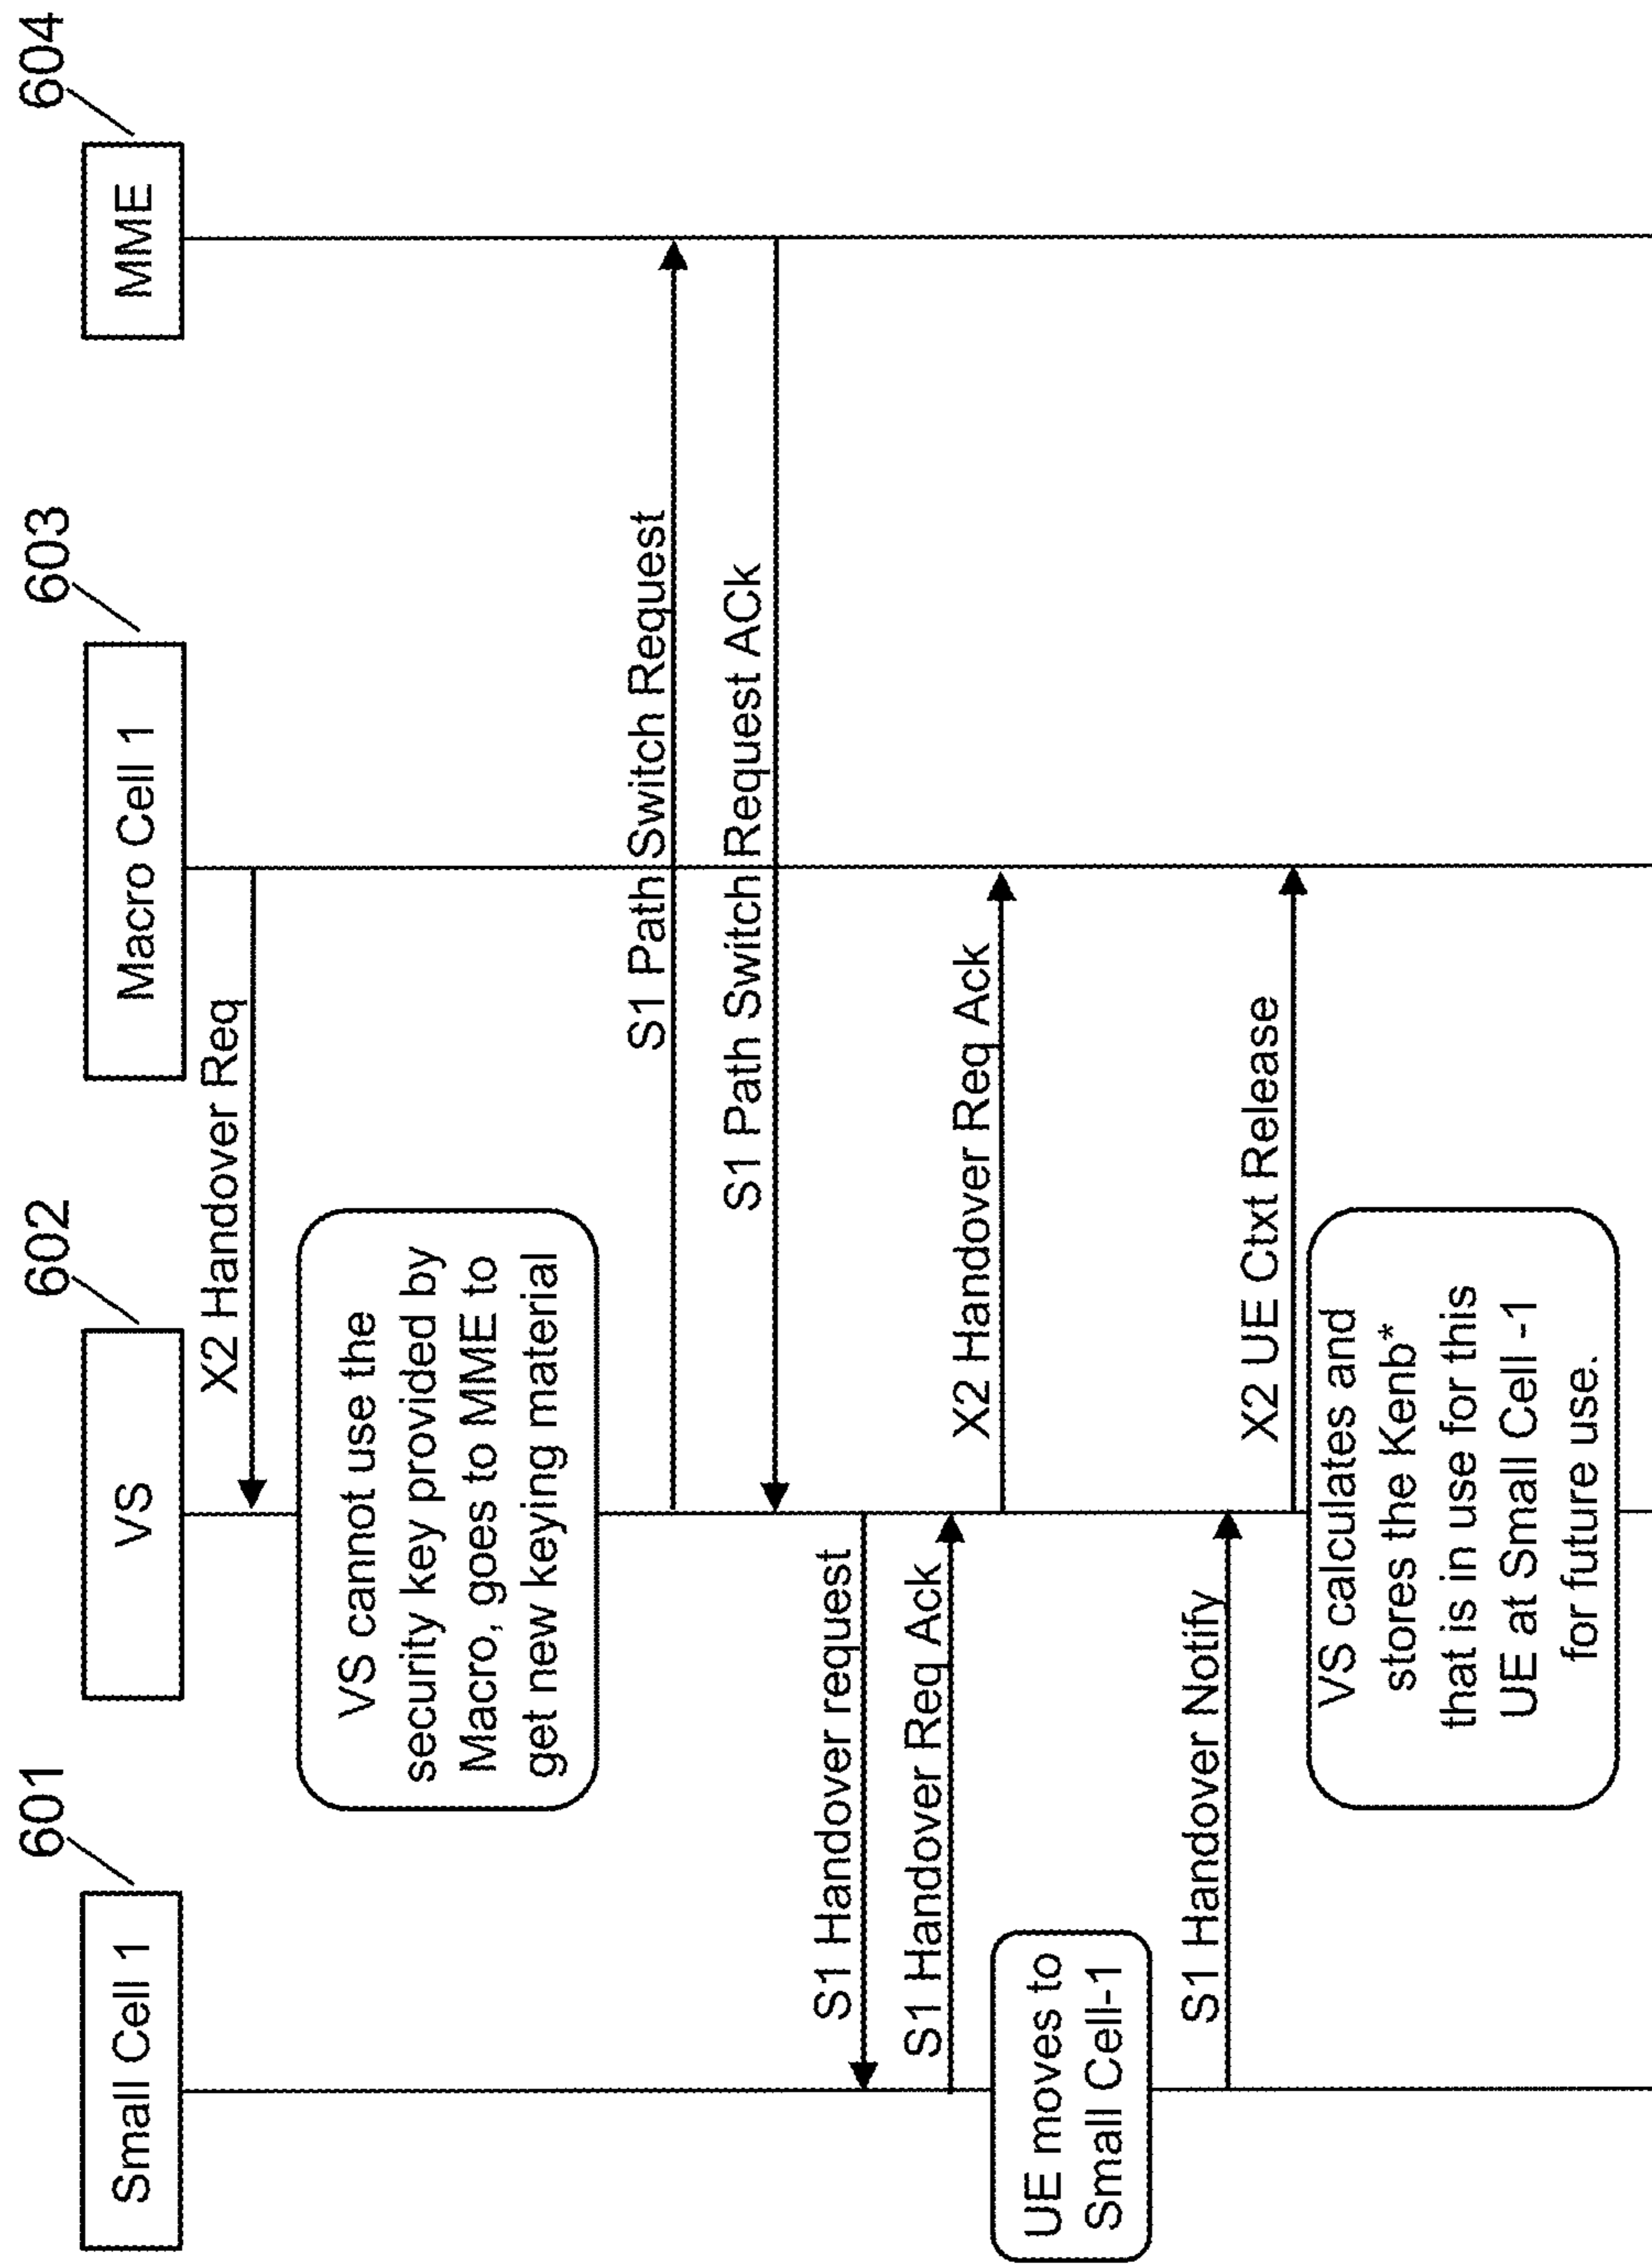 601
602
603
604
Small Cell 1
VS
Macro Cell 1
MME
X2 Handover Req
VS cannot use the
security key provided by
Macro, goes to MME to
get new keying material
S1 Path Switch Request
S1 Path Switch Request ACk
S1 Handover request
S1 Handover Req Ack
X2 Handover Req Ack
UE moves to
Small Cell-1
S1 Handover Notify
X2 UE Ctxt Release
VS calculates and
stores the Kenb*
that is in use for this
UE at Small Cell -1
for future use.